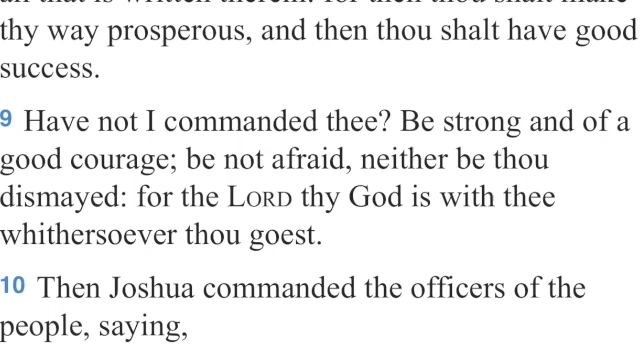 thy way prosperous, and then thou shalt have good
success.
9 Have not I commanded thee? Be strong and of a
good courage; be not afraid, neither be thou
dismayed: for the LORD thy God is with thee
whithersoever thou goest.
10 Then Joshua commanded the officers of the
people, saying,